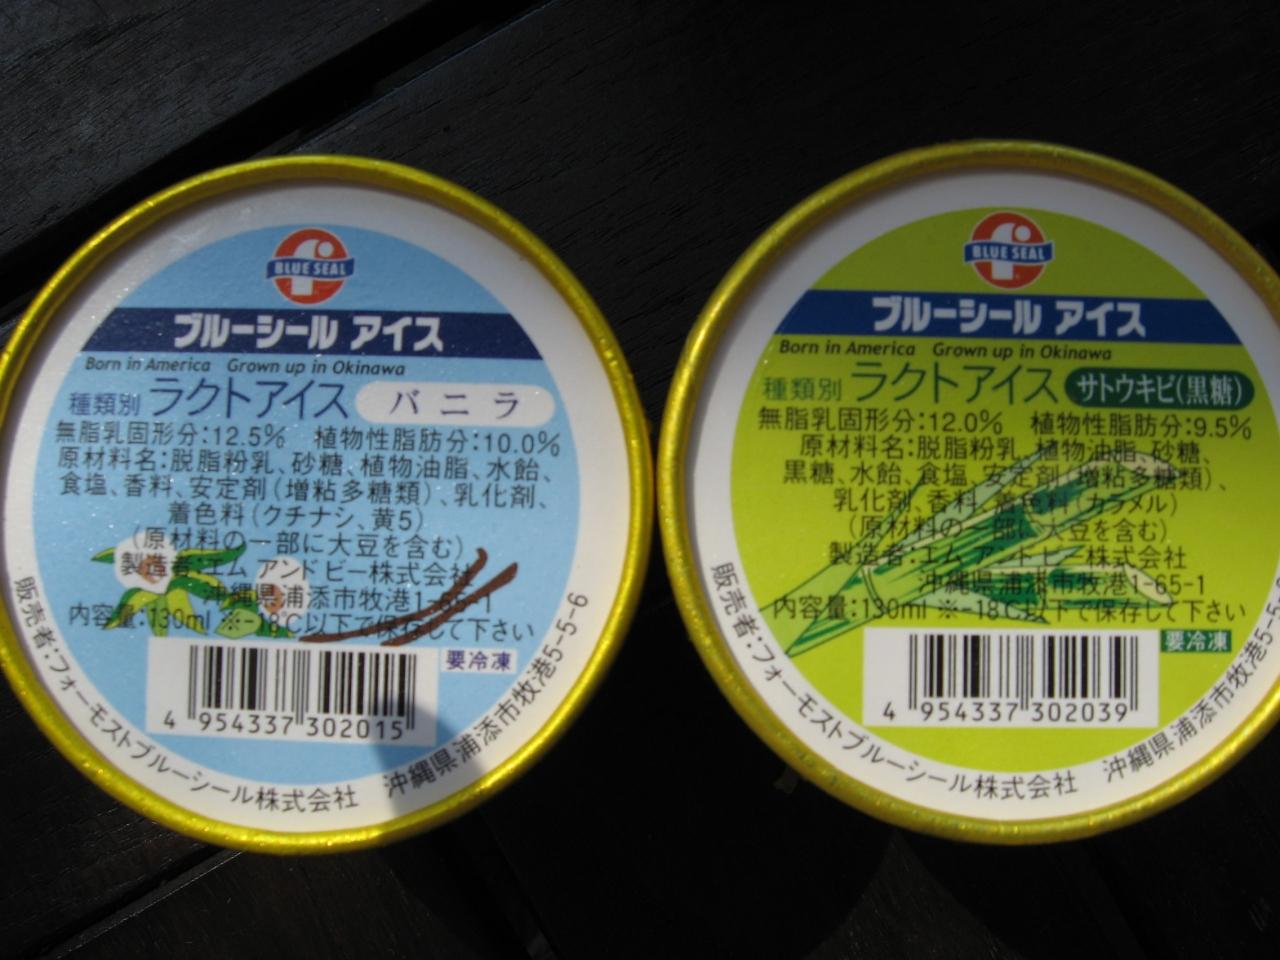 BLUE SEAL
ブルーシール アイス
Born in America Grown up in Okinawa
種類別 ラクトアイス バニラ
無脂乳固形分:12.5% 植物性脂肪分:10.0%
原材料名:脱脂粉乳、砂糖、植物油脂、水飴、
食塩、香料、安定剤(増粘多糖類)、乳化剤、
着色料(クチナシ、黄5)
(原材料の一部に大豆を含む)
製造者:エム アンド ビー株式会社
沖縄県浦添市牧港1-65-1
内容量:130ml ※-18℃以下で保存して下さい
要冷凍
4 954337 302015
販売者:フォーモストブルーシール株式会社 沖縄県浦添市牧港5-5-6
BLUE SEAL
ブルーシール アイス
Born in America Grown up in Okinawa
種類別 ラクトアイス サトウキビ(黒糖)
無脂乳固形分:12.0% 植物性脂肪分:9.5%
原材料名:脱脂粉乳、植物油脂、砂糖、
黒糖、水飴、食塩、安定剤(増粘多糖類)、
乳化剤、香料、着色料(カラメル)
(原材料の一部に大豆を含む)
製造者:エム アンド ビー株式会社
沖縄県浦添市牧港1-65-1
内容量:130ml ※-18℃以下で保存して下さい
要冷凍
4 954337 302039
販売者:フォーモストブルーシール株式会社 沖縄県浦添市牧港5-5-